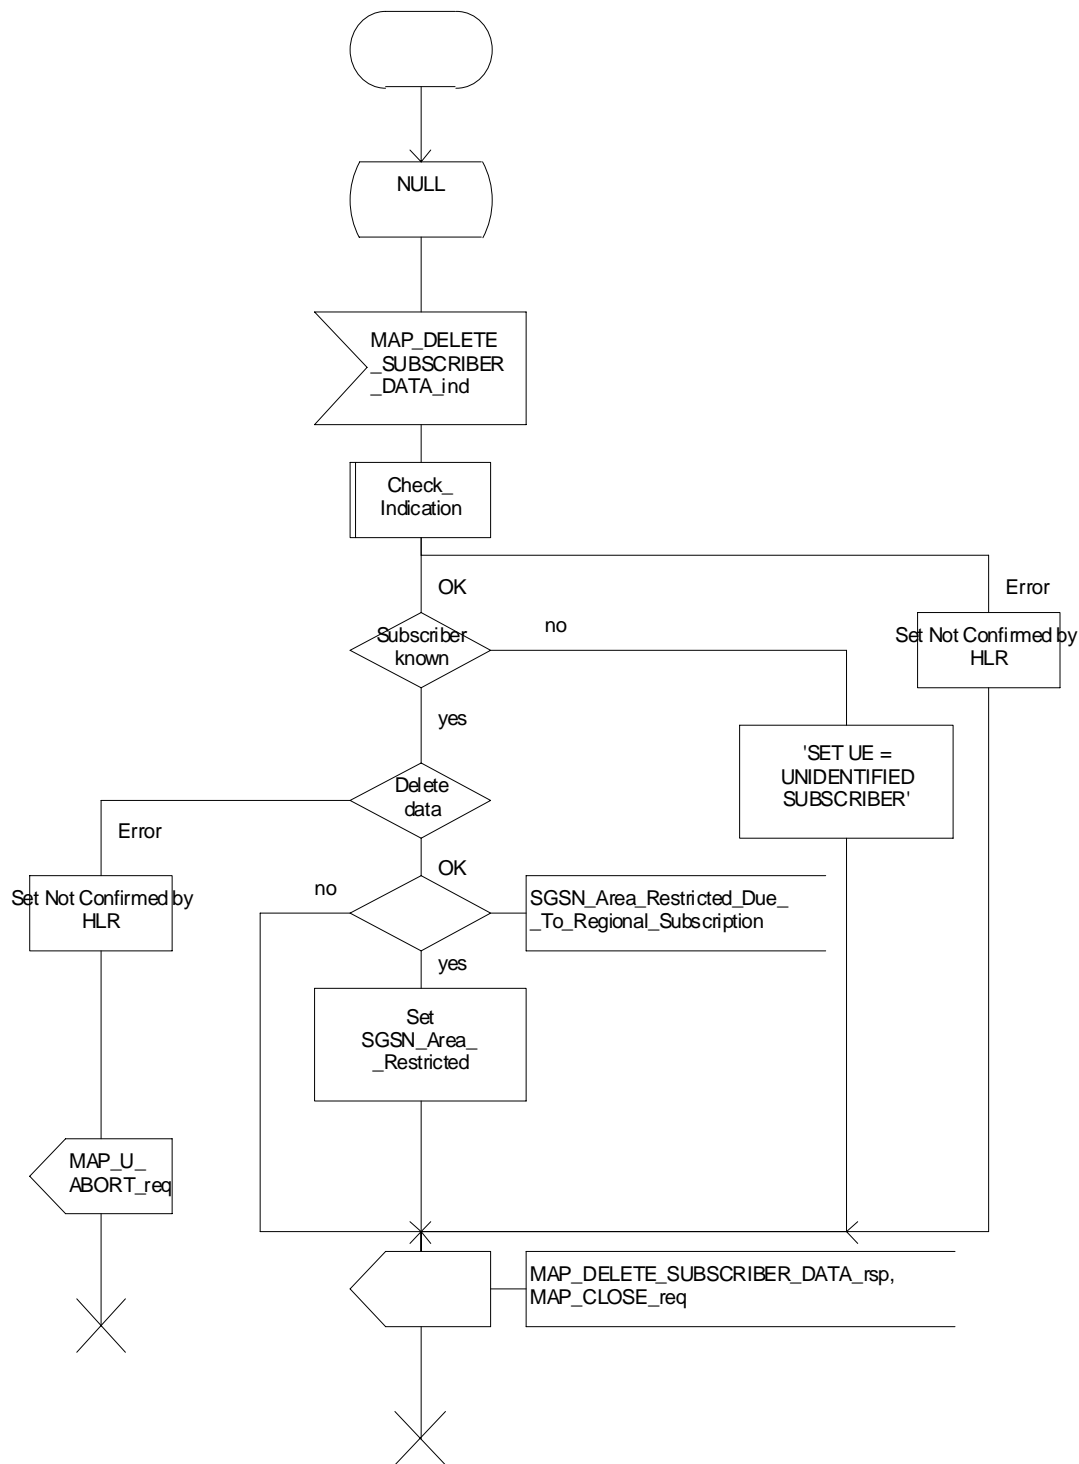 NULL
MAP_DELETE
_SUBSCRIBER
_DATA_ind
Check_
Indication
OK
Error
Subscriber
known
no
Set Not Confirmed by
HLR
yes
'SET UE =
UNIDENTIFIED
SUBSCRIBER'
Delete
data
Error
OK
Set Not Confirmed by
HLR
no
SGSN_Area_Restricted_Due_
_To_Regional_Subscription
yes
Set
SGSN_Area_
_Restricted
MAP_U_
ABORT_req
MAP_DELETE_SUBSCRIBER_DATA_rsp,
MAP_CLOSE_req